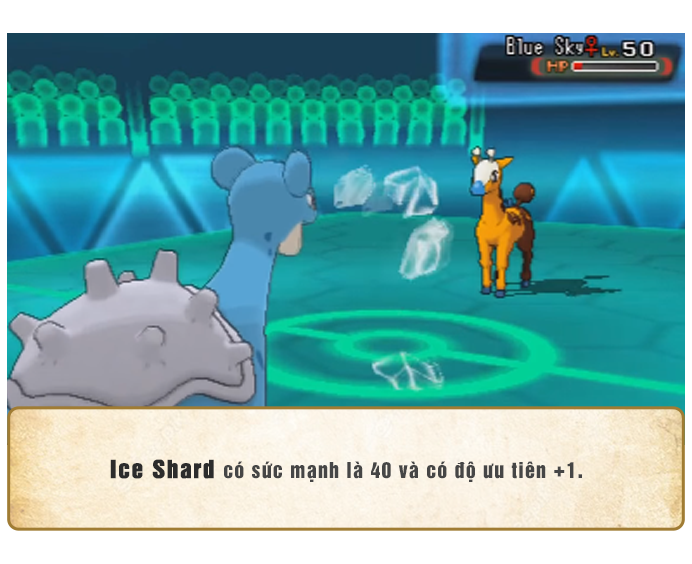 Blue Sky♀ Lv.50
HP
Ice Shard có sức mạnh là 40 và có độ ưu tiên +1.